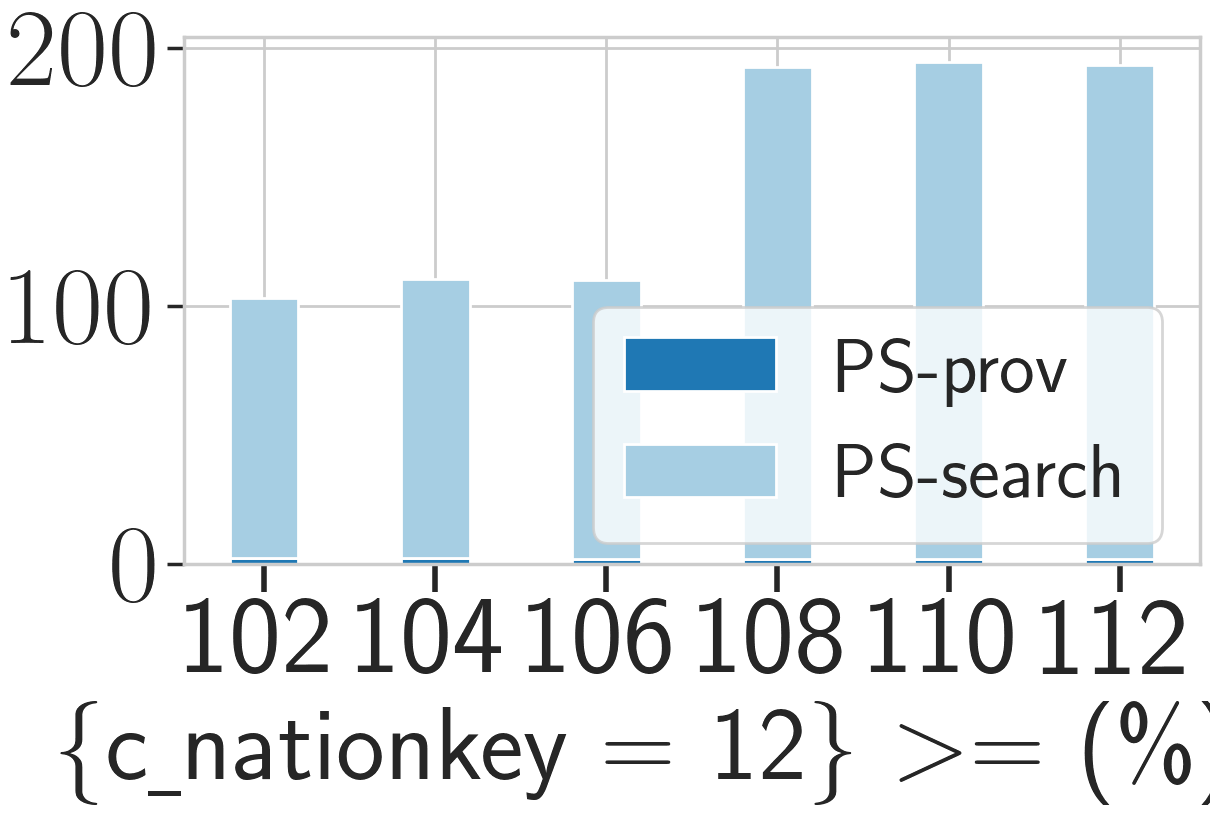 200
100
0
PS-prov
PS-search
102 104 106 108 110 112
{c_nationkey = 12} >= (%)